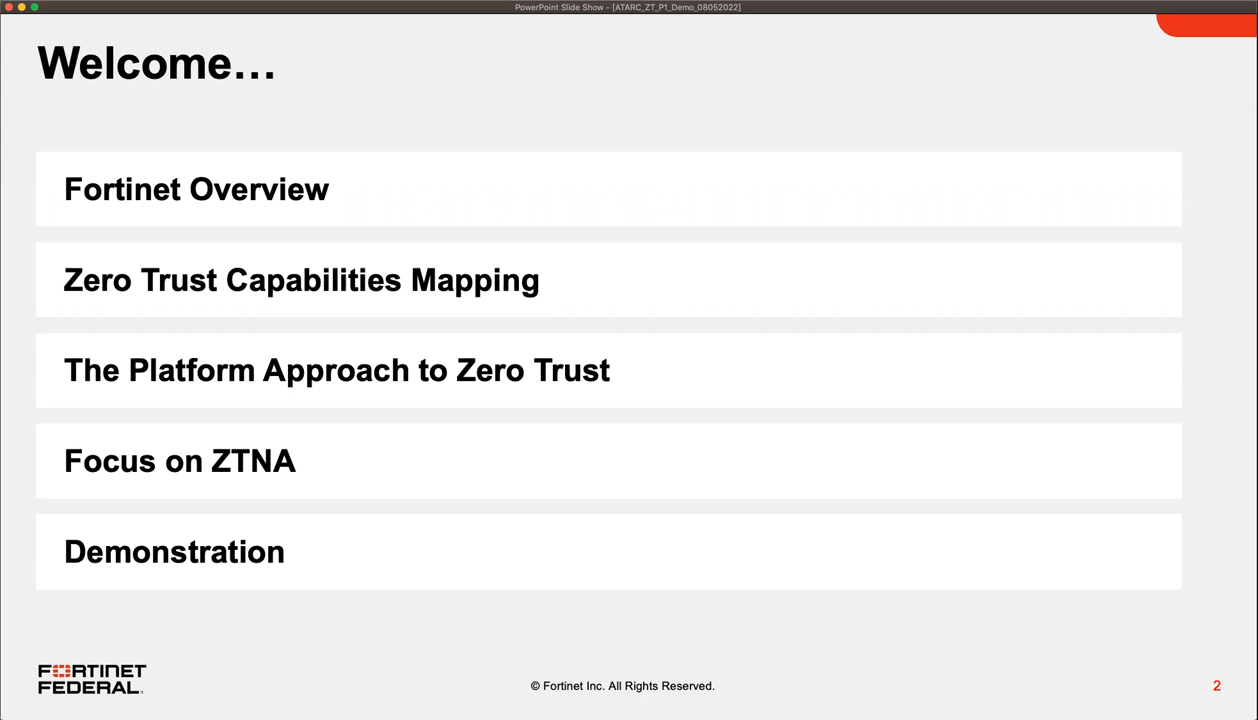 PowerPoint Slide Show - [ATARC_ZT_P1_Demo_08052022]
Welcome...
Fortinet Overview
Zero Trust Capabilities Mapping
The Platform Approach to Zero Trust
Focus on ZTNA
Demonstration
FORTINET
FEDERAL
© Fortinet Inc. All Rights Reserved.
2